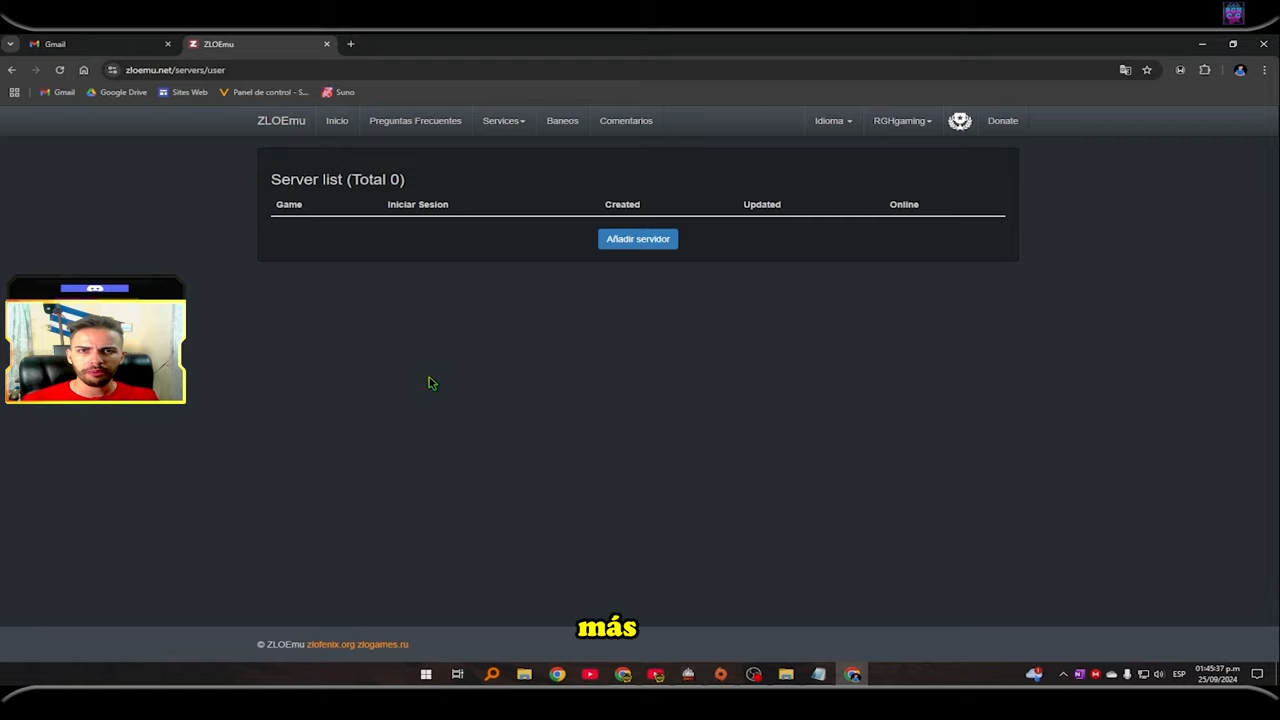 Gmail
ZLOEmu
zloemu.net/servers/user
Gmail
Google Drive
Sites Web
Panel de control - S...
Suno
ZLOEmu
Inicio
Preguntas Frecuentes
Services
Baneos
Comentarios
Idioma
RGHgaming
Donate
Server list (Total 0)
Game
Iniciar Sesion
Created
Updated
Online
Añadir servidor
más
© ZLOEmu zlofenix.org zlogames.ru
ESP
01:45:37 p.m.
25/09/2024